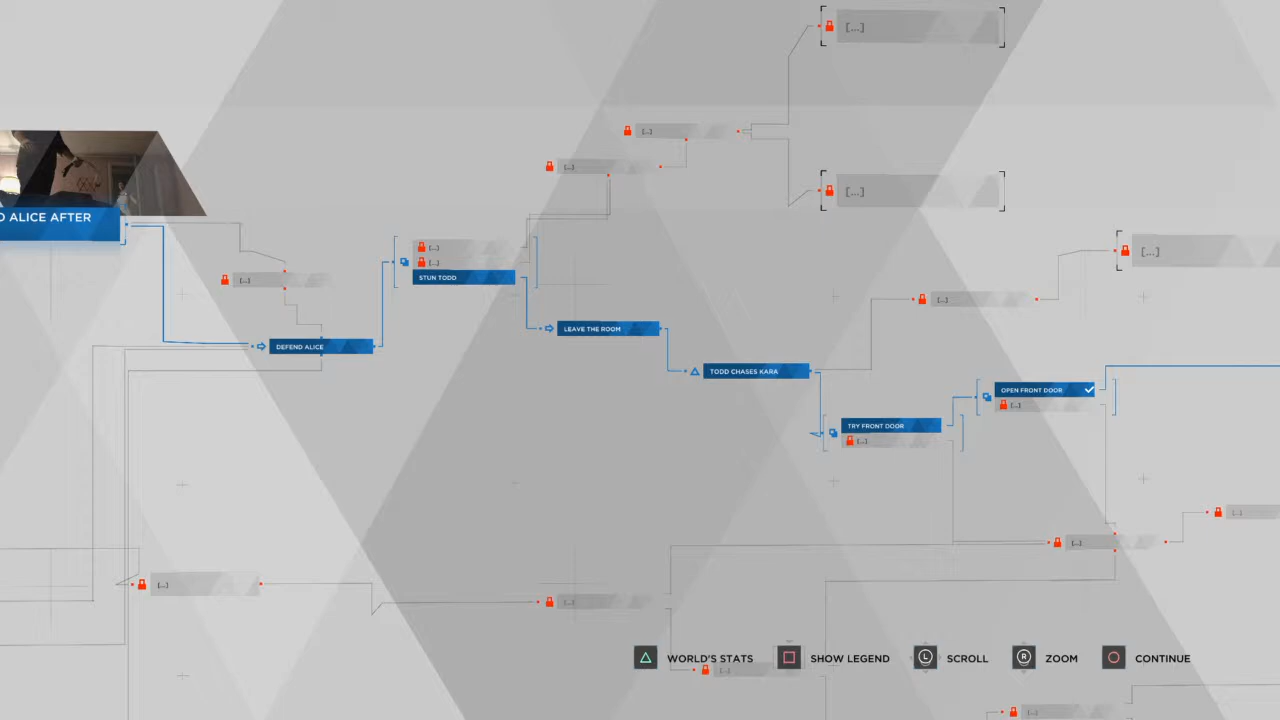 [...]
[...]
[...]
[...]
D ALICE AFTER
[...]
[...]
STUN TODD
[...]
[...]
[...]
LEAVE THE ROOM
DEFEND ALICE
TODD CHASES KARA
OPEN FRONT DOOR
[...]
TRY FRONT DOOR
[...]
[...]
[...]
[...]
[...]
WORLD'S STATS
SHOW LEGEND
L
SCROLL
R
ZOOM
CONTINUE
[...]
[...]